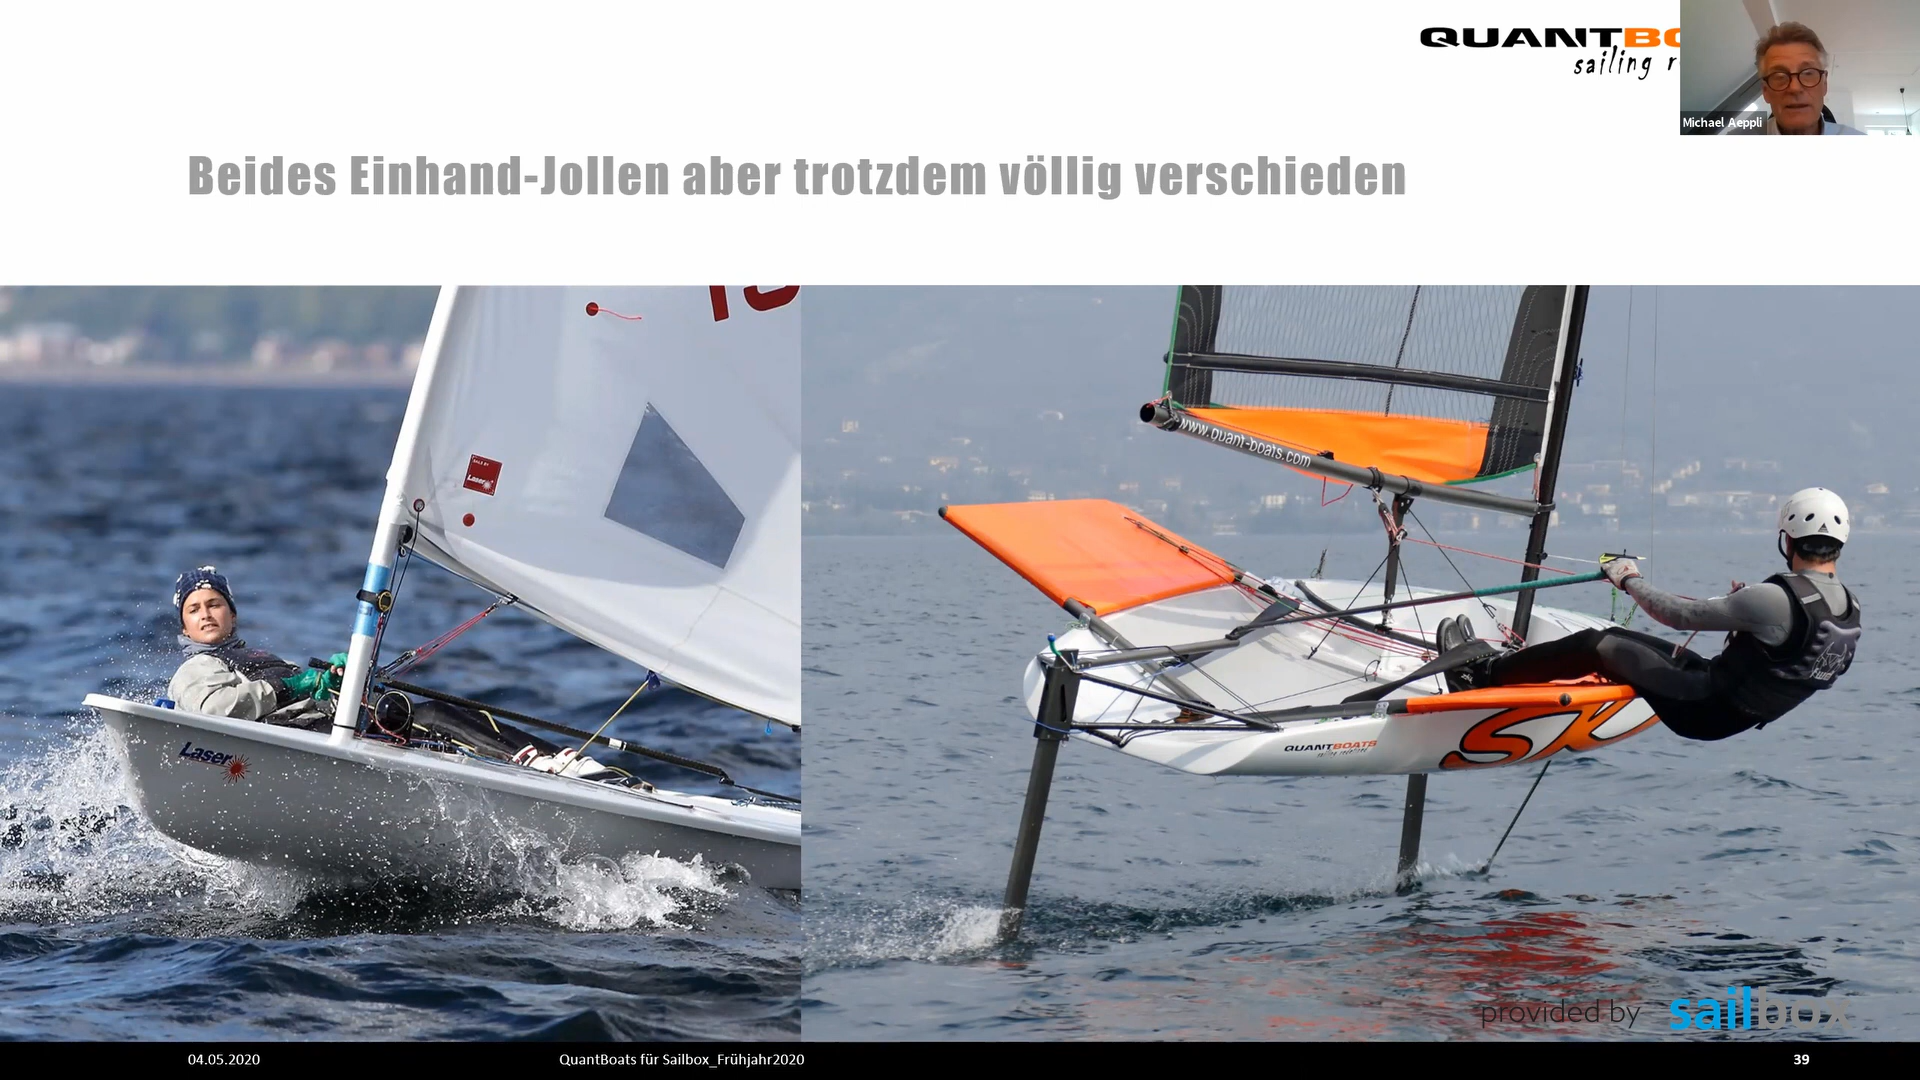 QUANTBO
sailing r
Michael Aeppli
Beides Einhand-Jollen aber trotzdem völlig verschieden
Laser
Laser
www.quant-boats.com
QUANTBOATS
provided by sailbox
04.05.2020
QuantBoats für Sailbox_Frühjahr2020
39